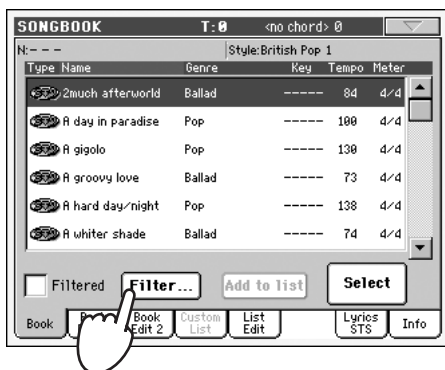 SONGBOOK T:0 <no chord> 0
N:--- Style:British Pop 1
Type Name Genre Key Tempo Meter
2much afterworld Ballad ----- 84 4/4
A day in paradise Pop ----- 100 4/4
A gigolo Pop ----- 130 4/4
A groovy love Ballad ----- 73 4/4
A hard day/night Pop ----- 138 4/4
A whiter shade Ballad ----- 74 4/4
Filtered Filter... Add to list Select
Book Book Edit 2 Custom List List Edit Lyrics STS Info